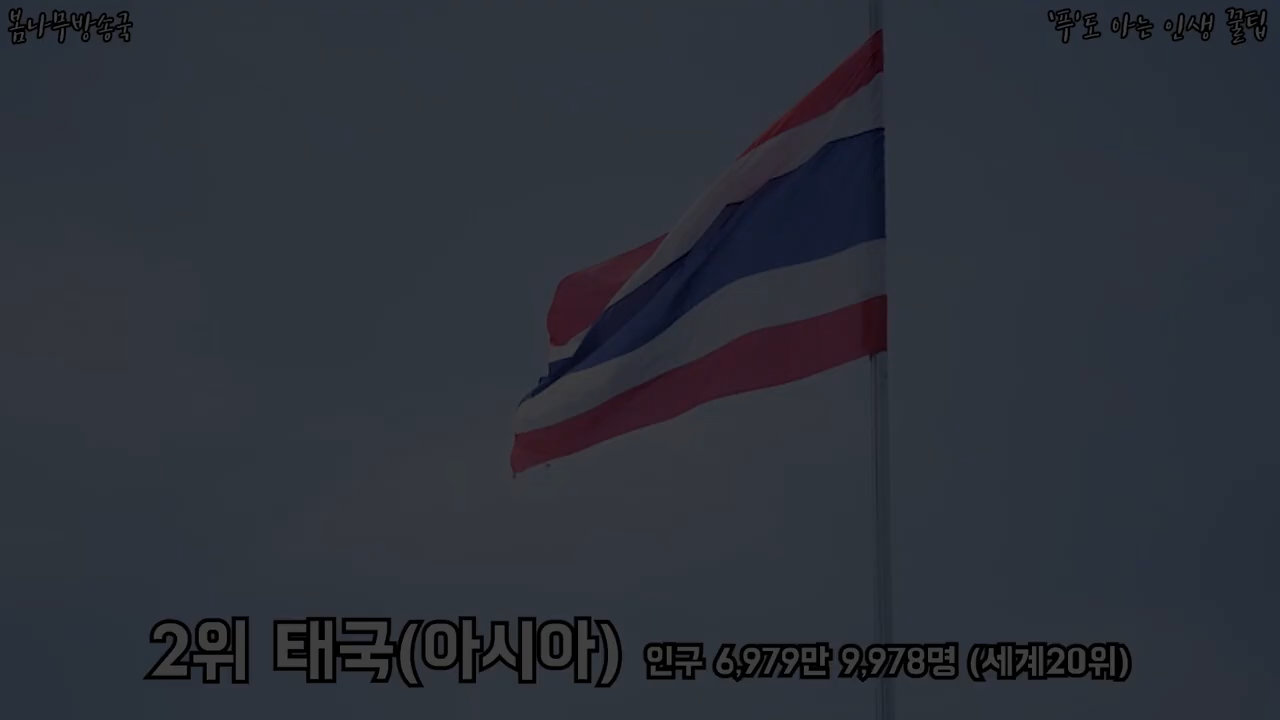 봄나무방송국
'푸'도 아는 인생 꿀팁
2위 태국(아시아) 인구 6,979만 9,978명 (세계20위)